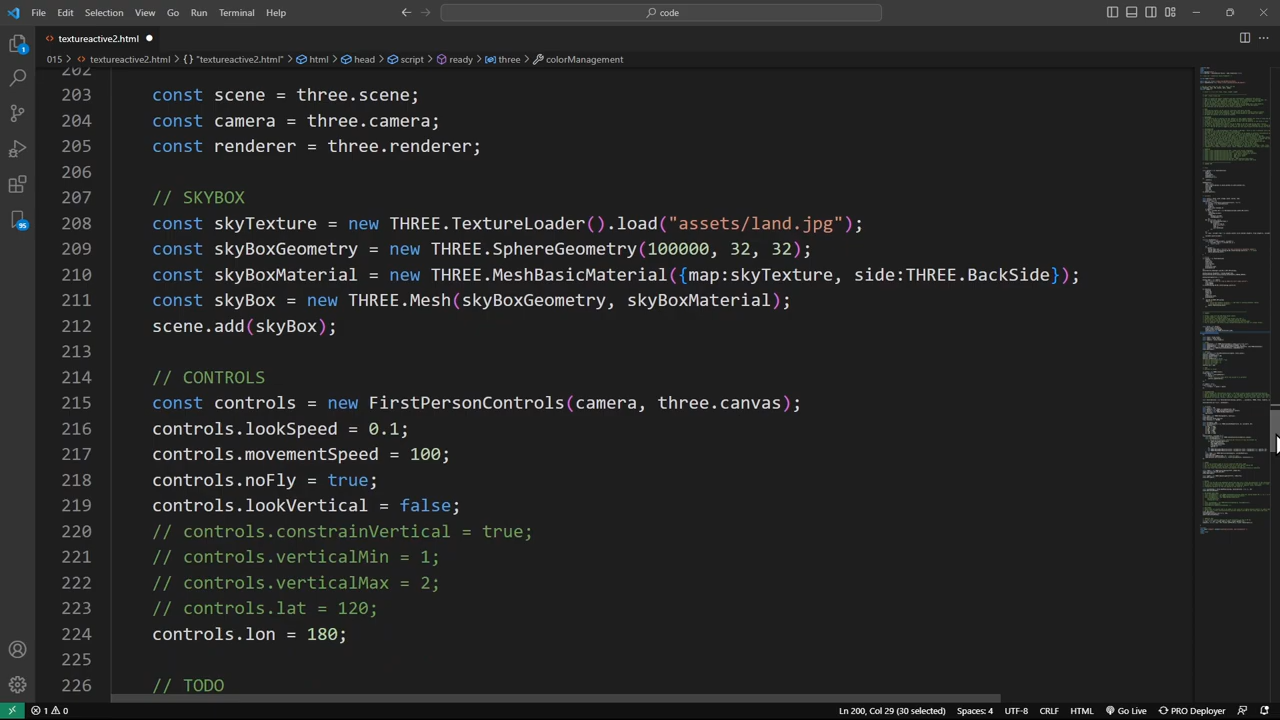 File Edit Selection View Go Run Terminal Help
code
textureactive2.html
015 > textureactive2.html > {} "textureactive2.html" > html > head > script > ready > three > colorManagement
202
203 const scene = three.scene;
204 const camera = three.camera;
205 const renderer = three.renderer;
206
207 // SKYBOX
208 const skyTexture = new THREE.TextureLoader().load("assets/land.jpg");
209 const skyBoxGeometry = new THREE.SphereGeometry(100000, 32, 32);
210 const skyBoxMaterial = new THREE.MeshBasicMaterial({map:skyTexture, side:THREE.BackSide});
211 const skyBox = new THREE.Mesh(skyBoxGeometry, skyBoxMaterial);
212 scene.add(skyBox);
213
214 // CONTROLS
215 const controls = new FirstPersonControls(camera, three.canvas);
216 controls.lookSpeed = 0.1;
217 controls.movementSpeed = 100;
218 controls.noFly = true;
219 controls.lookVertical = false;
220 // controls.constrainVertical = true;
221 // controls.verticalMin = 1;
222 // controls.verticalMax = 2;
223 // controls.lat = 120;
224 controls.lon = 180;
225
226 // TODO
1
95
1 0
Ln 200, Col 29 (30 selected) Spaces: 4 UTF-8 CRLF HTML Go Live PRO Deployer